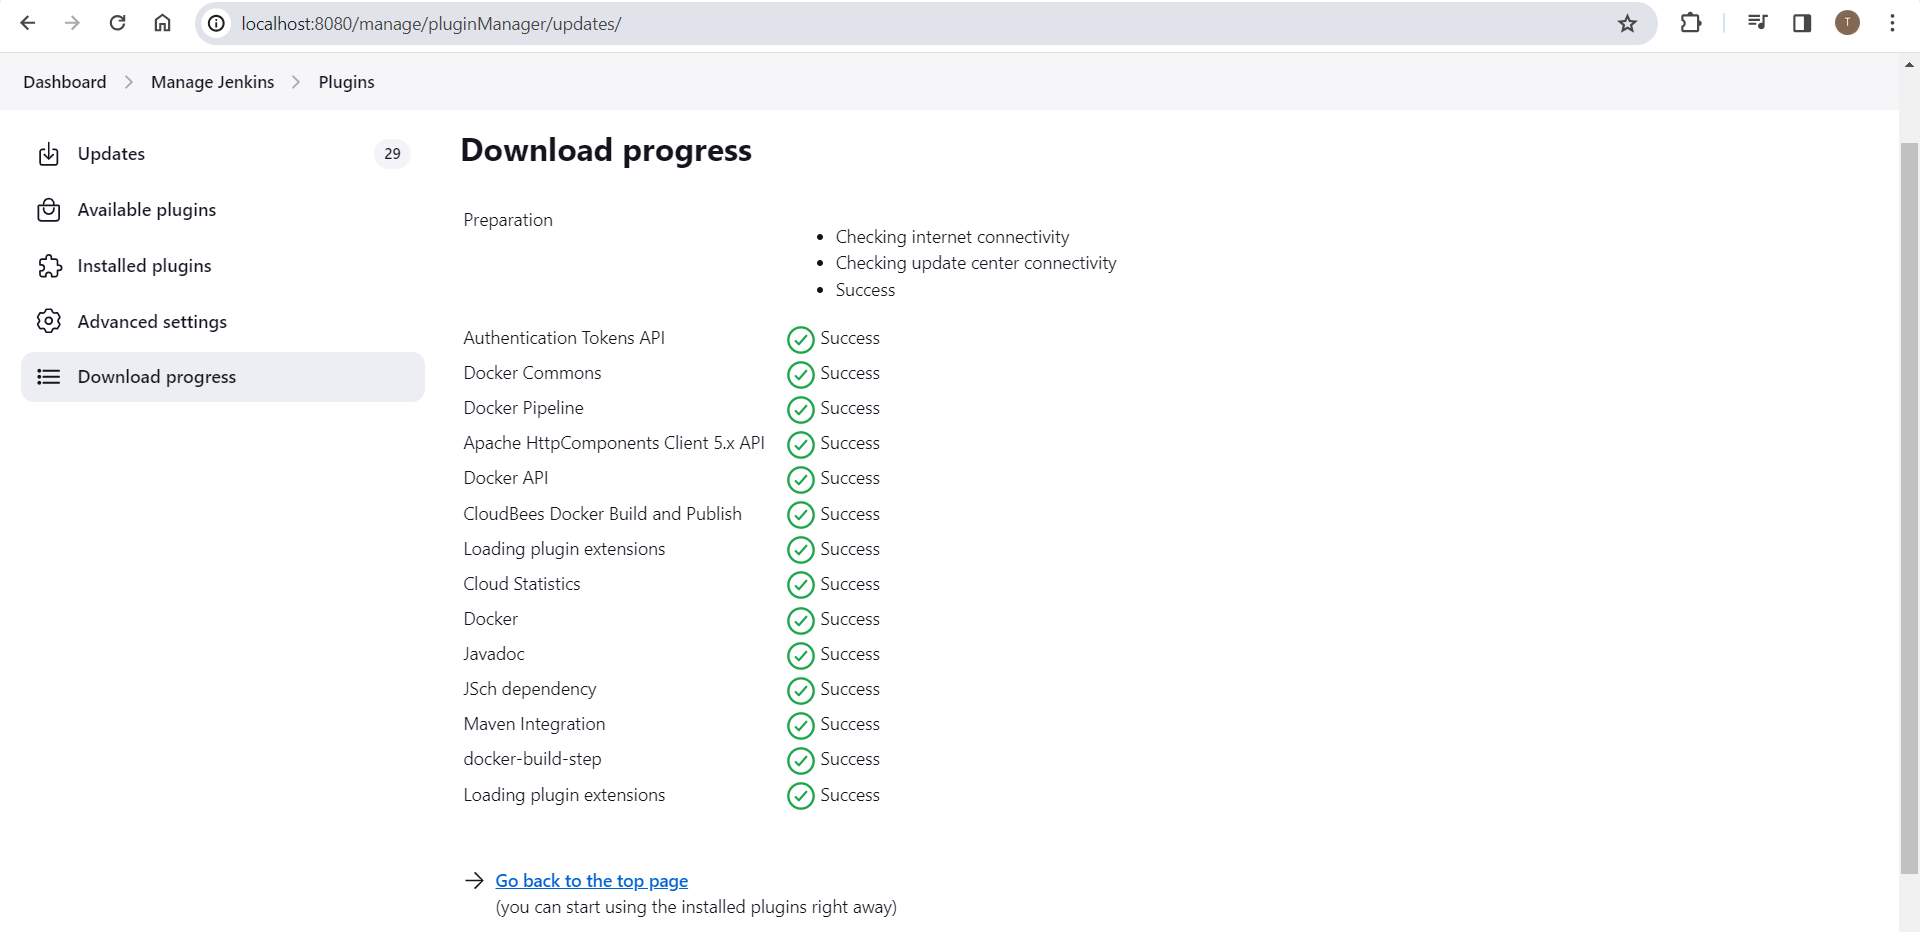 localhost:8080/manage/pluginManager/updates/
T
Dashboard Manage Jenkins Plugins
Updates 29
Available plugins
Installed plugins
Advanced settings
Download progress
Download progress
Preparation
Checking internet connectivity
Checking update center connectivity
Success
Authentication Tokens API Success
Docker Commons Success
Docker Pipeline Success
Apache HttpComponents Client 5.x API Success
Docker API Success
CloudBees Docker Build and Publish Success
Loading plugin extensions Success
Cloud Statistics Success
Docker Success
Javadoc Success
JSch dependency Success
Maven Integration Success
docker-build-step Success
Loading plugin extensions Success
Go back to the top page
(you can start using the installed plugins right away)